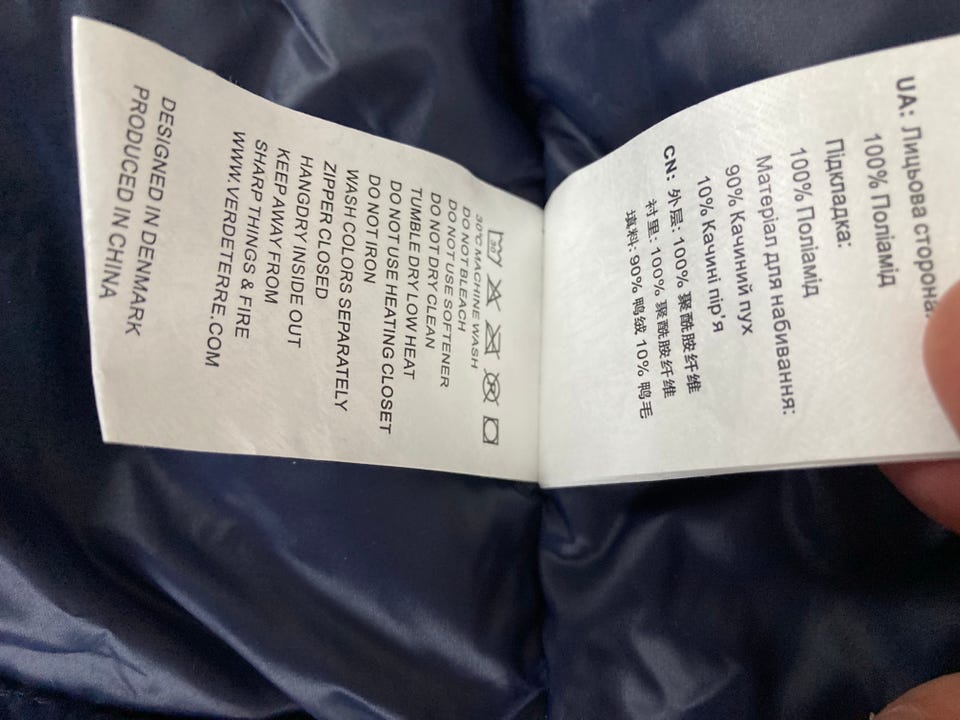 UA: Лицьова сторона:
100% Поліамід
Підкладка:
100% Поліамід
Матеріал для набивання:
90% Качиний пух
10% Качині пір’я
CN: 外层: 100% 聚酰胺纤维
衬里: 100% 聚酰胺纤维
填料: 90% 鸭绒 10% 鸭毛
30
30°C MACHINE WASH
DO NOT BLEACH
DO NOT USE SOFTENER
DO NOT DRY CLEAN
TUMBLE DRY LOW HEAT
DO NOT USE HEATING CLOSET
DO NOT IRON
WASH COLORS SEPARATELY
ZIPPER CLOSED
HANGDRY INSIDE OUT
KEEP AWAY FROM
SHARP THINGS & FIRE
WWW.VERDETERRE.COM
DESIGNED IN DENMARK
PRODUCED IN CHINA